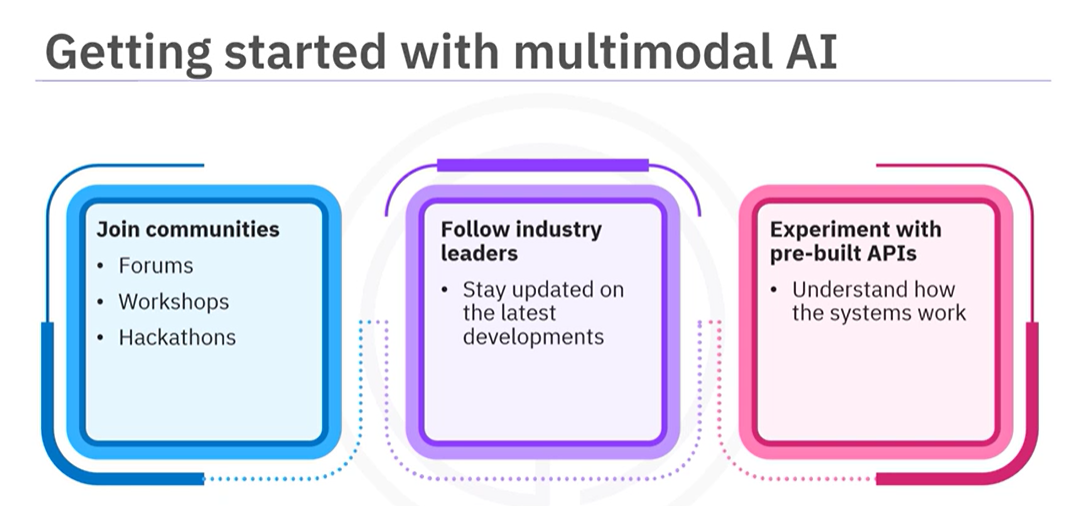 Getting started with multimodal AI
Join communities
• Forums
• Workshops
• Hackathons
Follow industry
leaders
• Stay updated on
the latest
developments
Experiment with
pre-built APIs
• Understand how
the systems work